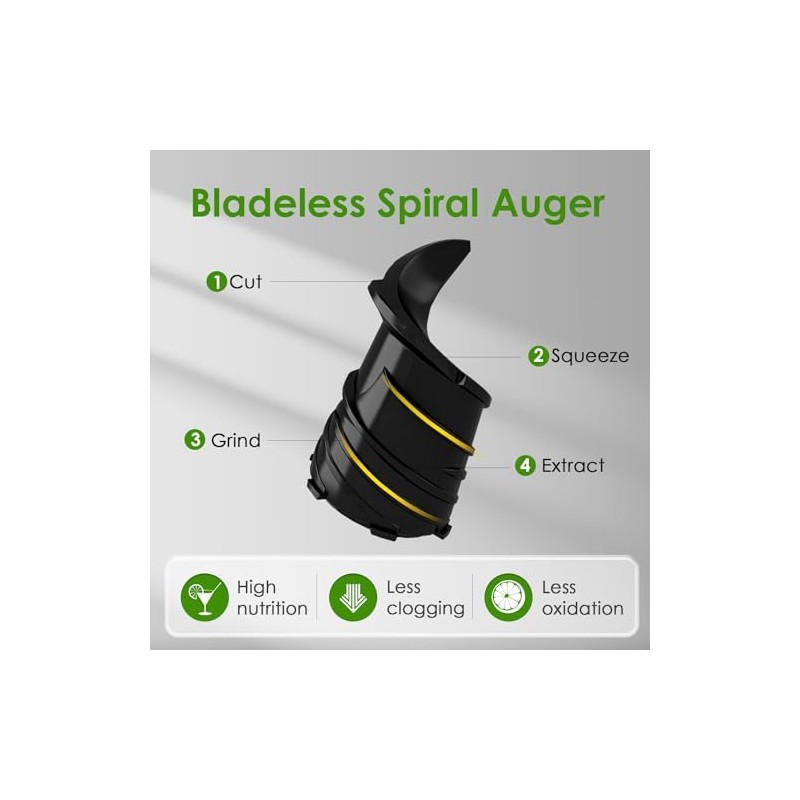 Bladeless Spiral Auger
1 Cut
2 Squeeze
3 Grind
4 Extract
High
nutrition
Less
clogging
Less
oxidation